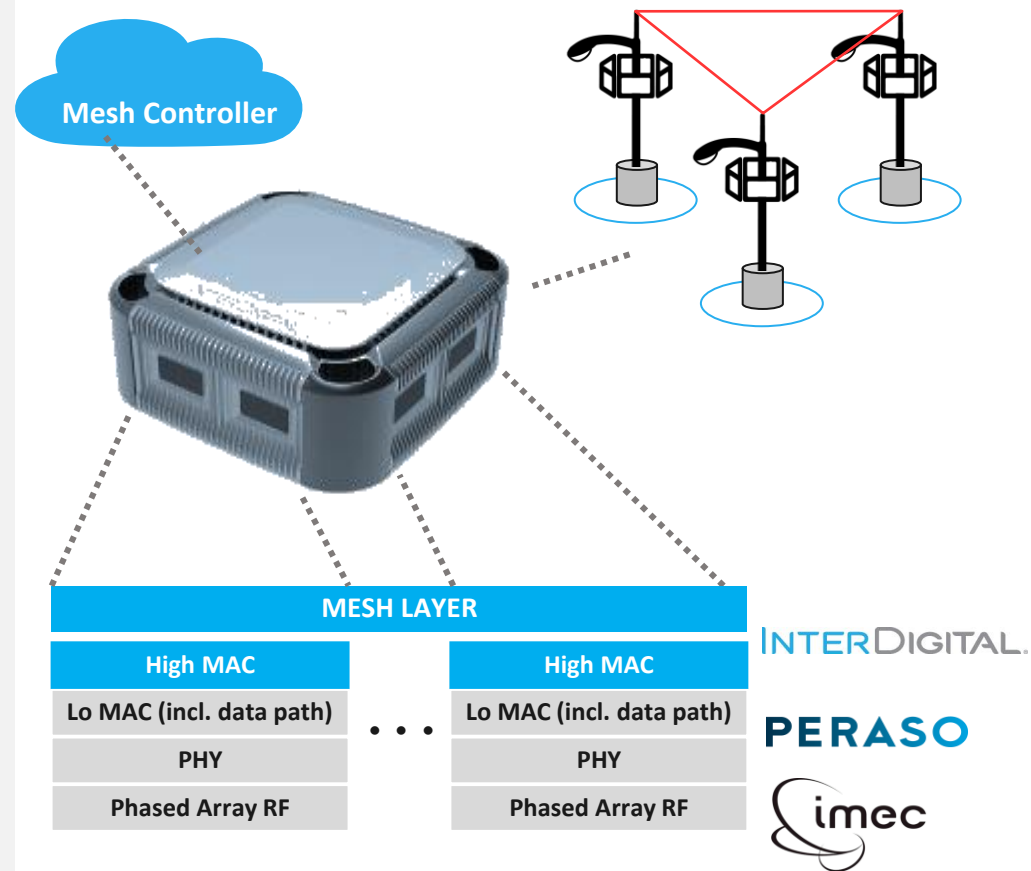 Mesh Controller
MESH LAYER
High MAC
High MAC
Lo MAC (incl. data path)
Lo MAC (incl. data path)
PHY
PHY
Phased Array RF
Phased Array RF
...
INTERDIGITAL.
PERASO
imec